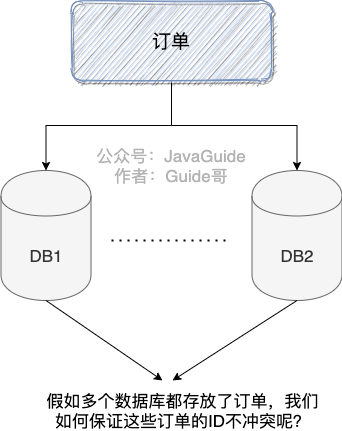 订单
公众号：JavaGuide
作者：Guide哥
DB1
DB2
假如多个数据库都存放了订单，我们
如何保证这些订单的ID不冲突呢？